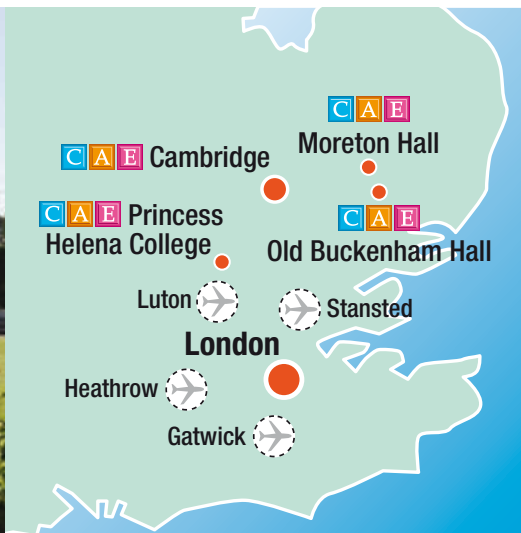 CAE
Moreton Hall
CAE Cambridge
CAE Princess
Helena College
CAE
Old Buckenham Hall
Luton
Stansted
London
Heathrow
Gatwick